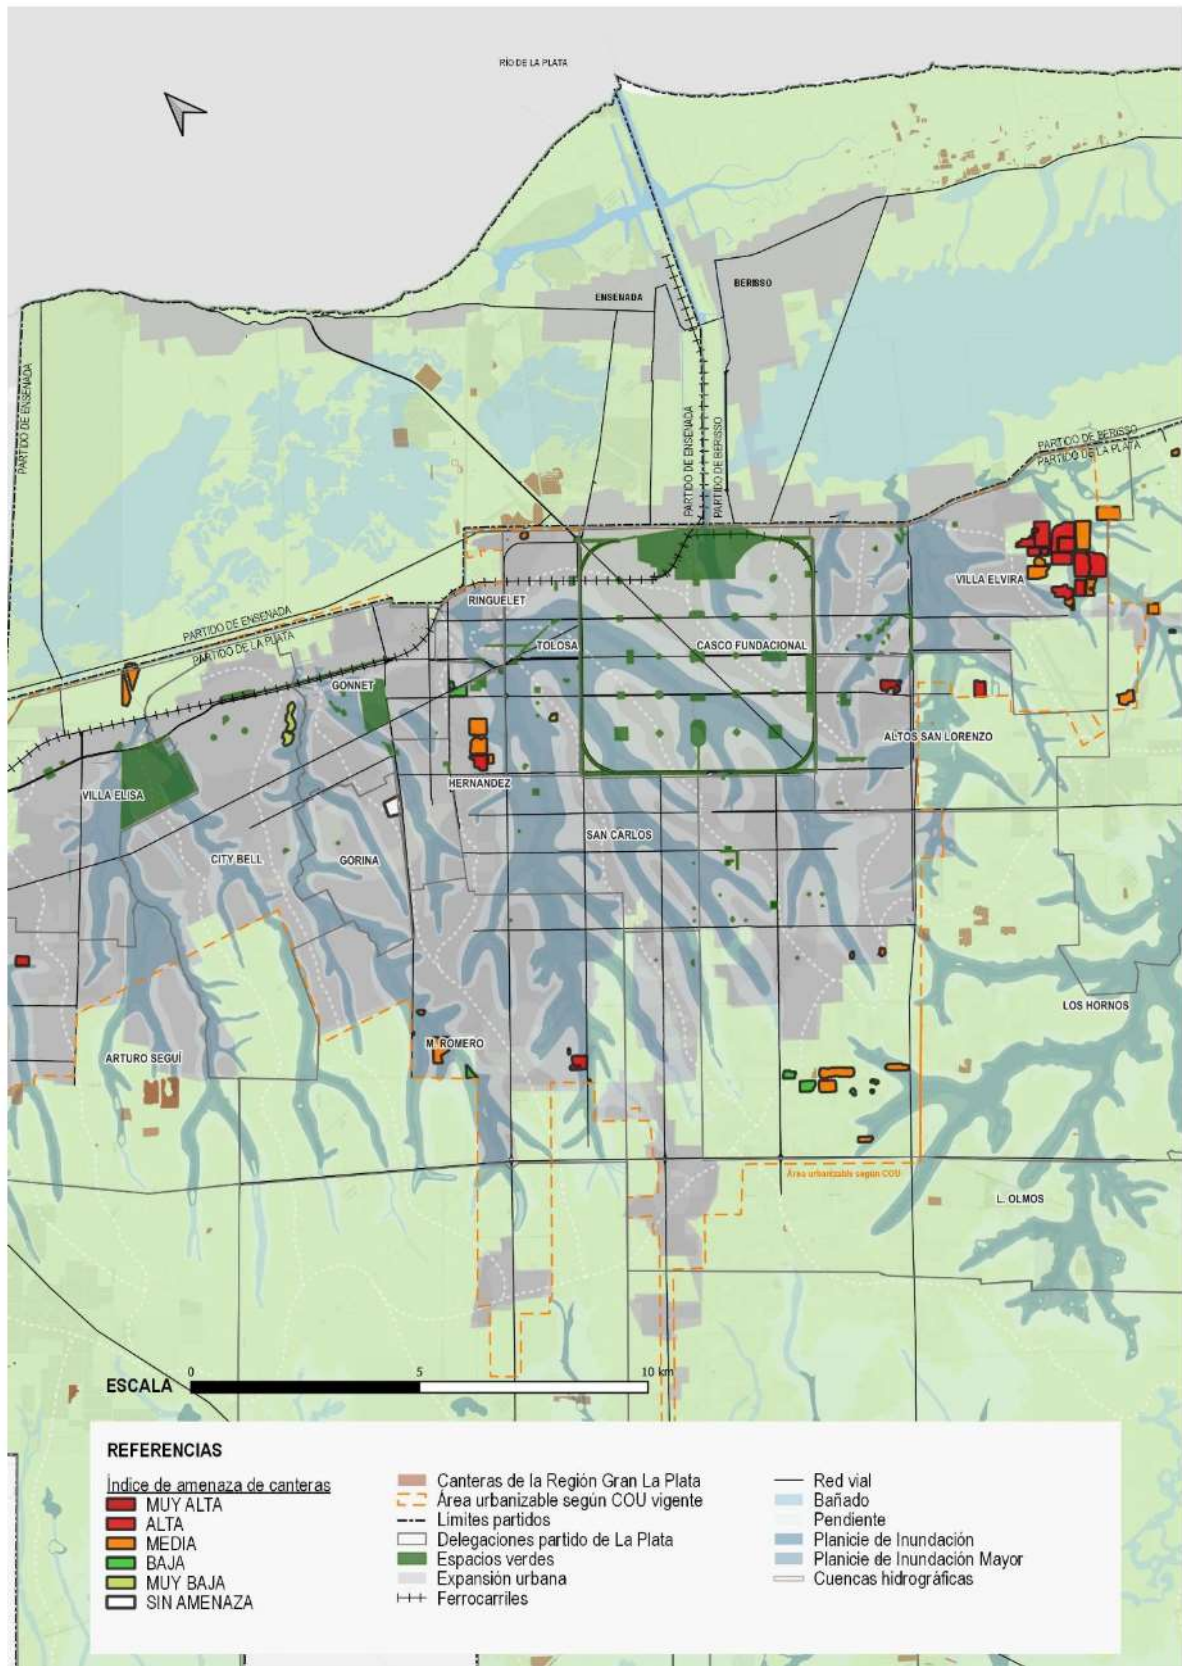 RÍO DE LA PLATA
ENSENADA
BERISSO
PARTIDO DE ENSENADA
PARTIDO DE ENSENADA
PARTIDO DE BERISSO
PARTIDO DE BERISSO
PARTIDO DE LA PLATA
VILLA ELVIRA
RINGUELET
PARTIDO DE ENSENADA
PARTIDO DE LA PLATA
TOLOSA
CASCO FUNDACIONAL
GONNET
ALTOS SAN LORENZO
VILLA ELISA
HERNANDEZ
SAN CARLOS
CITY BELL
GORINA
LOS HORNOS
M. ROMERO
ARTURO SEGUÍ
Área urbanizable según COU
L. OLMOS
0 5 10 km
ESCALA
REFERENCIAS
Índice de amenaza de canteras
MUY ALTA
ALTA
MEDIA
BAJA
MUY BAJA
SIN AMENAZA
Canteras de la Región Gran La Plata
Área urbanizable según COU vigente
Limites partidos
Delegaciones partido de La Plata
Espacios verdes
Expansión urbana
Ferrocarriles
Red vial
Bañado
Pendiente
Planicie de Inundación
Planicie de Inundación Mayor
Cuencas hidrográficas